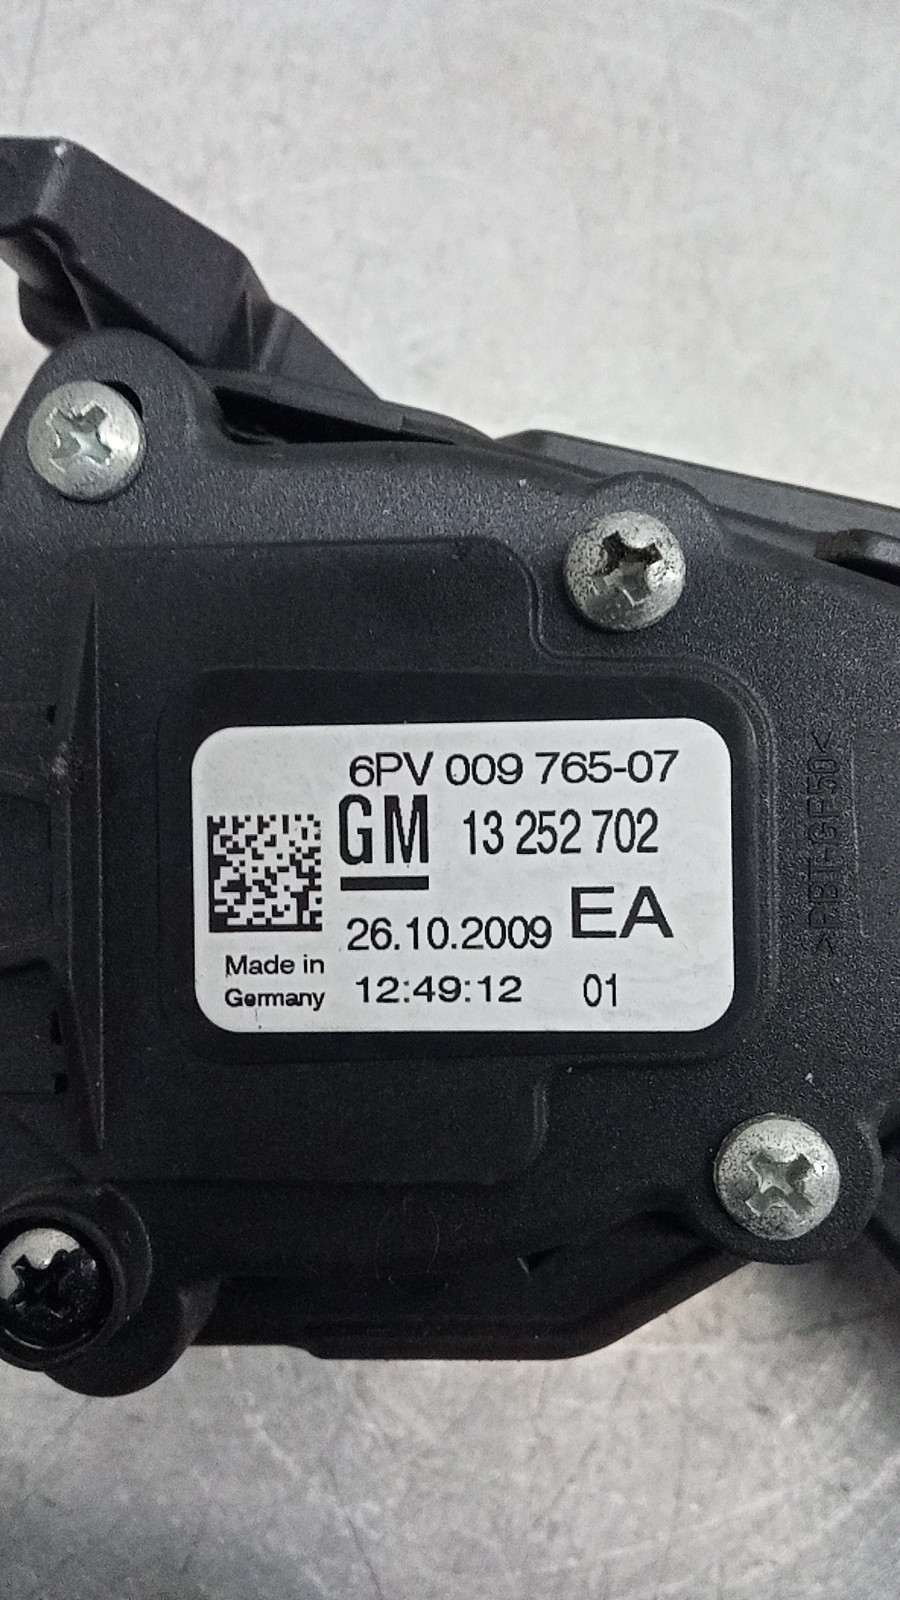 6PV 009 765-07
GM 13 252 702
26.10.2009 EA
Made in
Germany
12:49:12 01
>PBT-GF50<